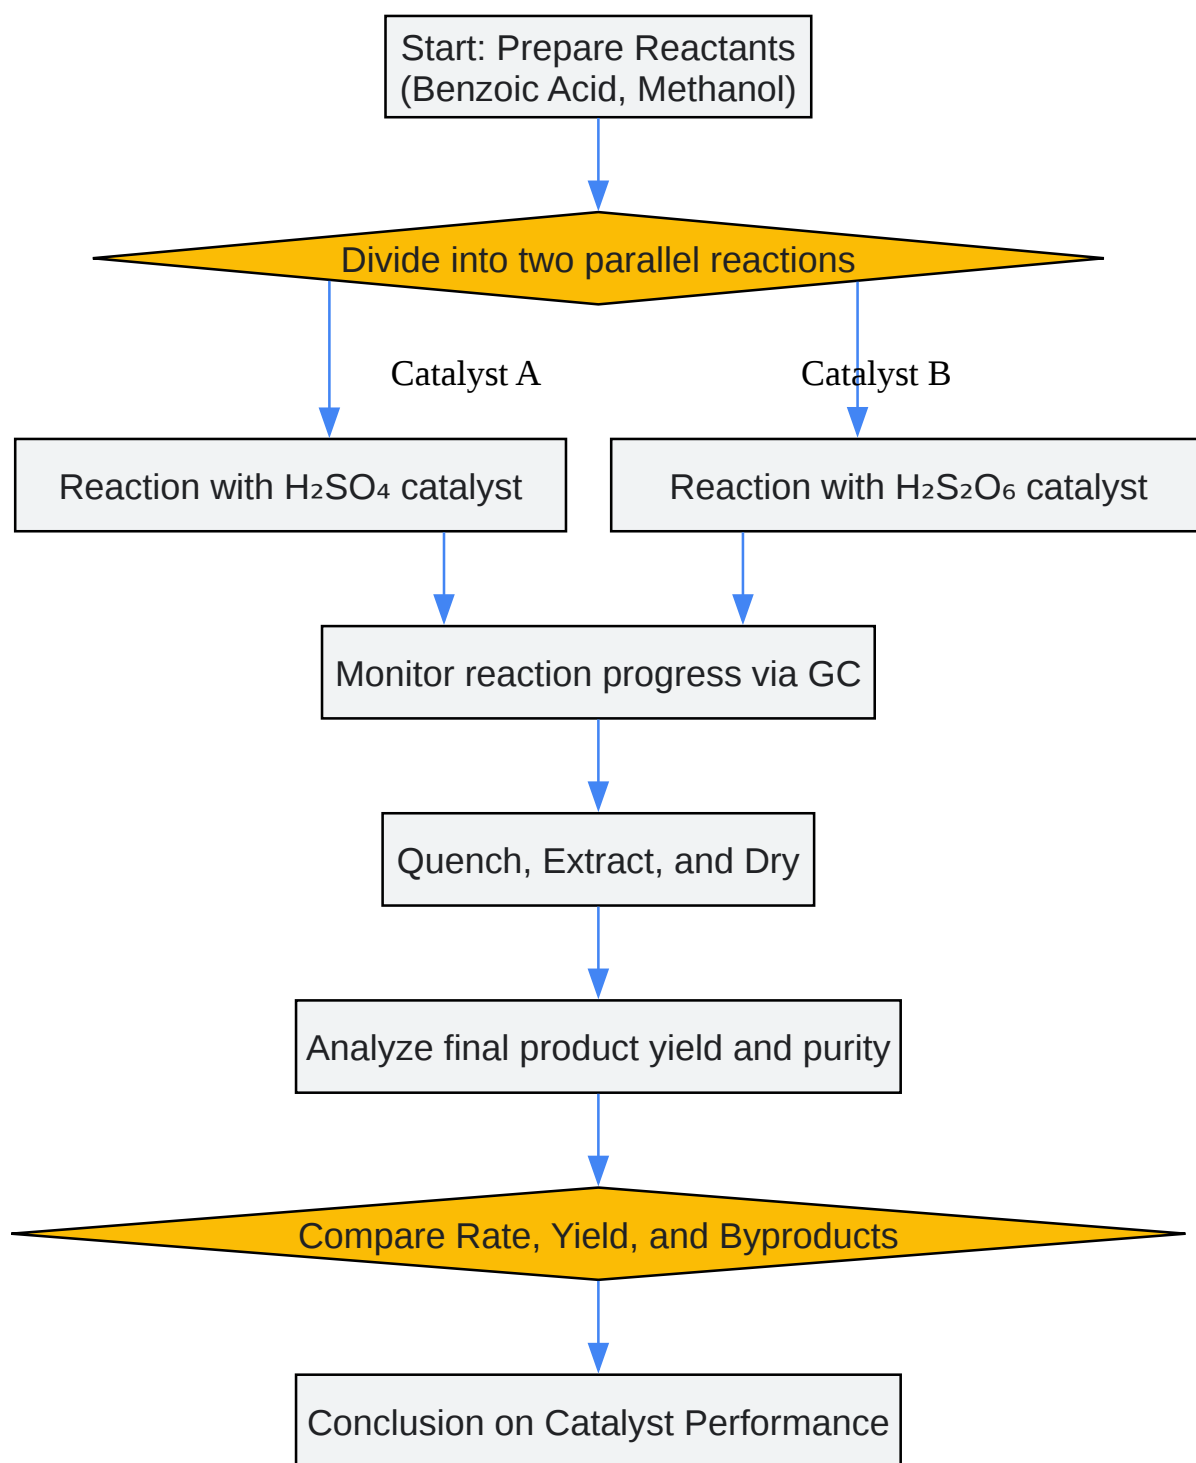 Start: Prepare Reactants
(Benzoic Acid, Methanol)
Divide into two parallel reactions
Catalyst A
Catalyst B
Reaction with H₂SO₄ catalyst
Reaction with H₂S₂O₆ catalyst
Monitor reaction progress via GC
Quench, Extract, and Dry
Analyze final product yield and purity
Compare Rate, Yield, and Byproducts
Conclusion on Catalyst Performance